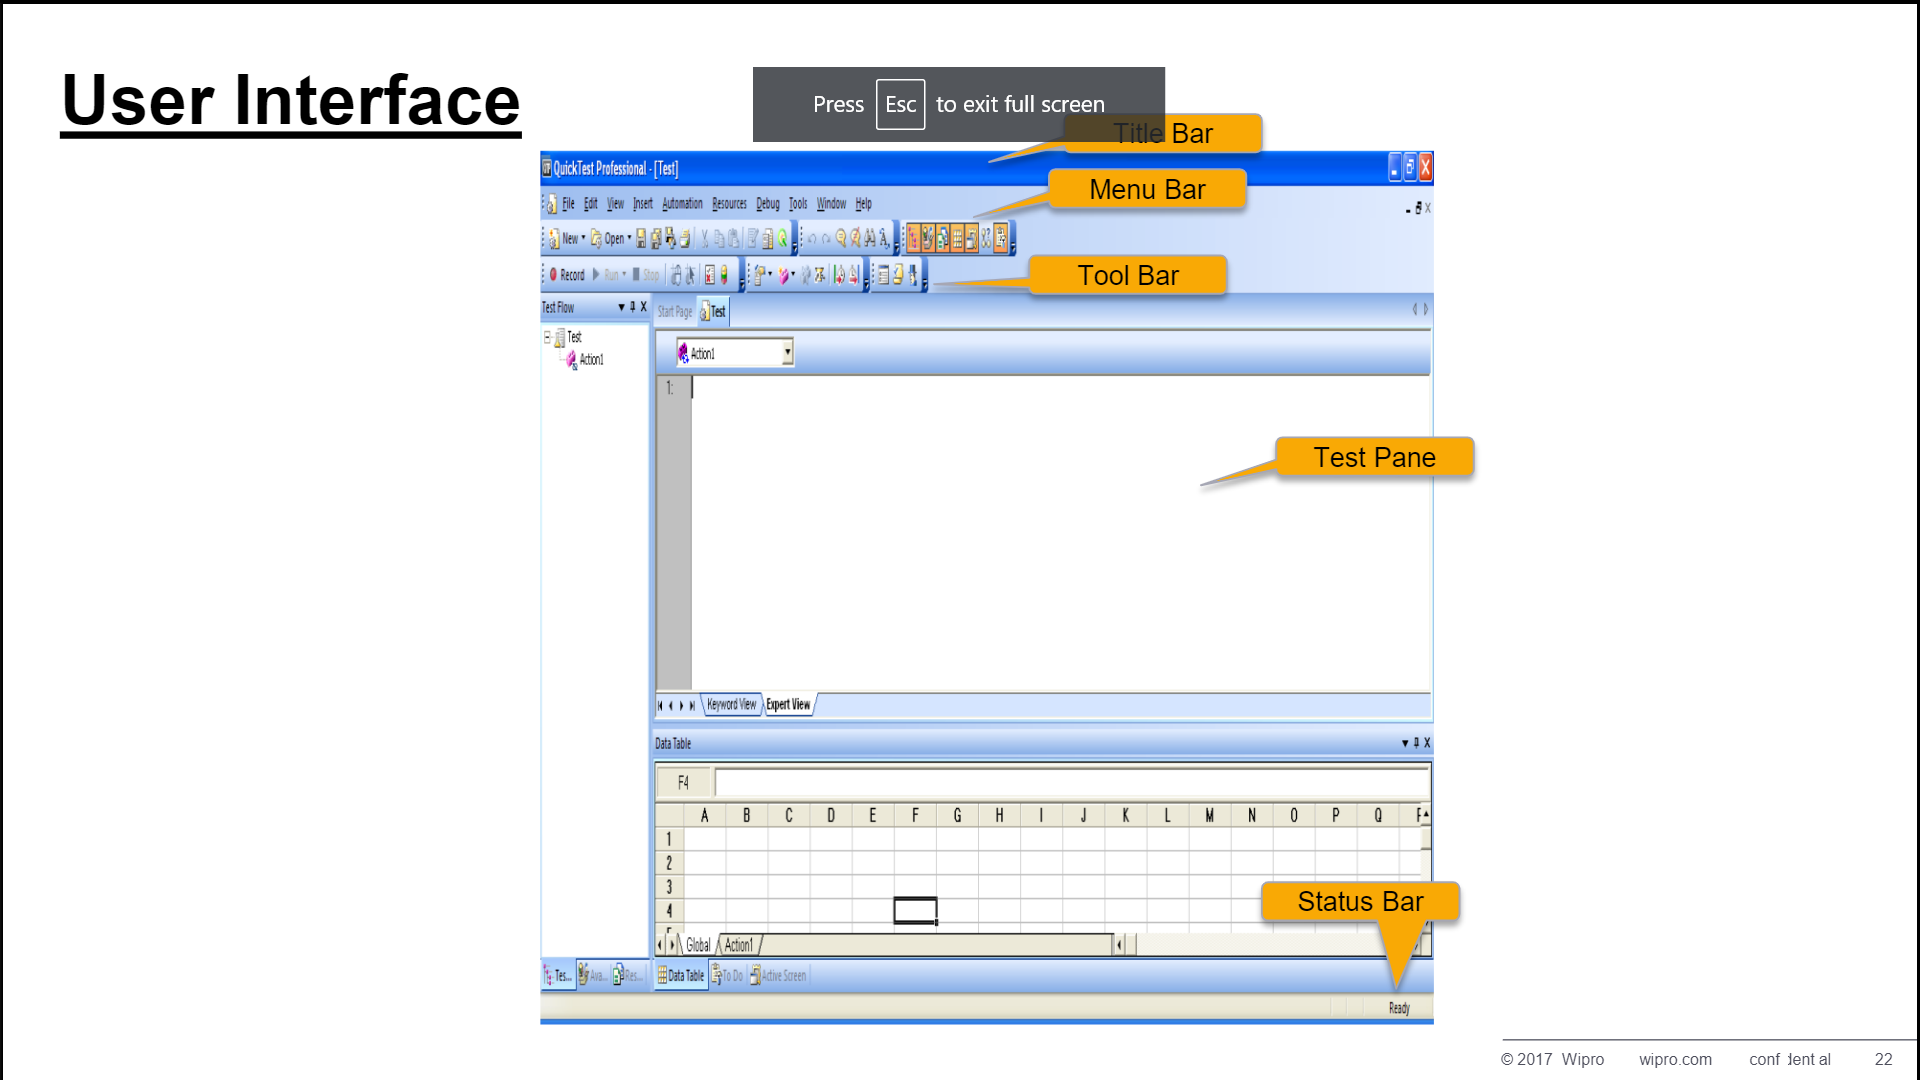 User Interface
Press Esc to exit full screen
Title Bar
QuickTest Professional - [Test]
Menu Bar
File Edit View Insert Automation Resources Debug Tools Window Help
New Open
Tool Bar
Record Run Stop
Test Flow
Start Page Test
Test
Action1
Action1
1:
Test Pane
Keyword View Expert View
Data Table
F4
A B C D E F G H I J K L M N O P Q
1
2
3
4
Status Bar
Global Action1
Tes... Ava... Res... Data Table To Do Active Screen
Ready
© 2017 Wipro wipro.com 22